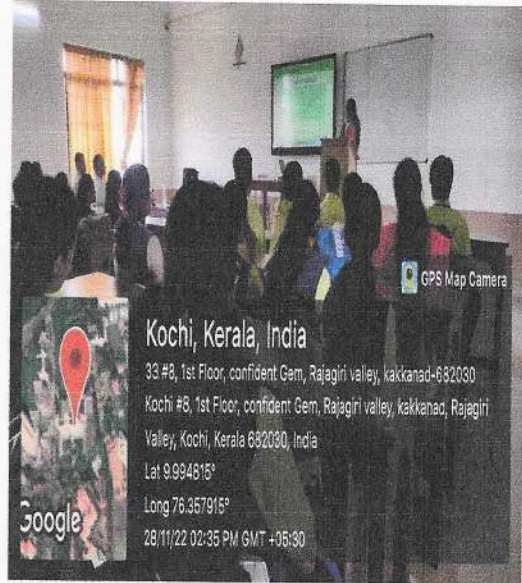 GPS Map Camera
Kochi, Kerala, India
33 #8, 1st Floor, confident Gem, Rajagiri valley, kakkanad-682030
Kochi #8, 1st Floor, confident Gem, Rajagiri valley, kakkanad, Rajagiri
Valley, Kochi, Kerala 682030, India
Lat 9.994815°
Long 76.357915°
28/11/22 02:35 PM GMT +05:30
Google